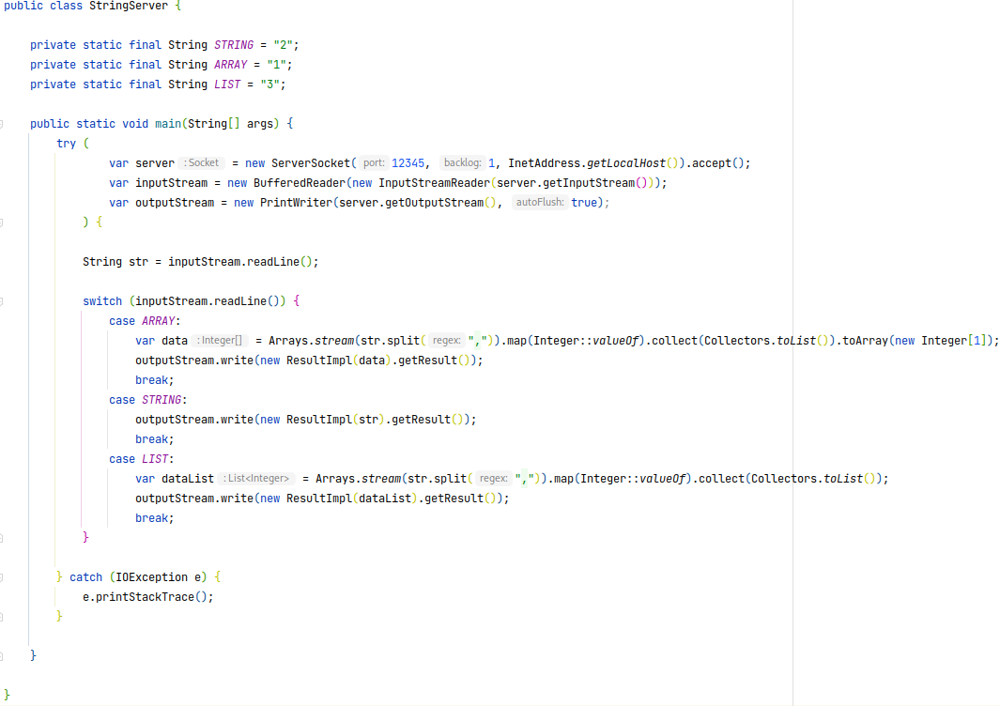 public class StringServer {
private static final String STRING = "2";
private static final String ARRAY = "1";
private static final String LIST = "3";
public static void main(String[] args) {
try (
var server : Socket = new ServerSocket( port: 12345, backlog: 1, InetAddress.getLocalHost()).accept();
var inputStream = new BufferedReader(new InputStreamReader(server.getInputStream()));
var outputStream = new PrintWriter(server.getOutputStream(), autoFlush: true);
) {
String str = inputStream.readLine();
switch (inputStream.readLine()) {
case ARRAY:
var data : Integer[] = Arrays.stream(str.split( regex: ",")).map(Integer::valueOf).collect(Collectors.toList()).toArray(new Integer[1]);
outputStream.write(new ResultImpl(data).getResult());
break;
case STRING:
outputStream.write(new ResultImpl(str).getResult());
break;
case LIST:
var dataList : List<Integer> = Arrays.stream(str.split( regex: ",")).map(Integer::valueOf).collect(Collectors.toList());
outputStream.write(new ResultImpl(dataList).getResult());
break;
}
} catch (IOException e) {
e.printStackTrace();
}
}
}